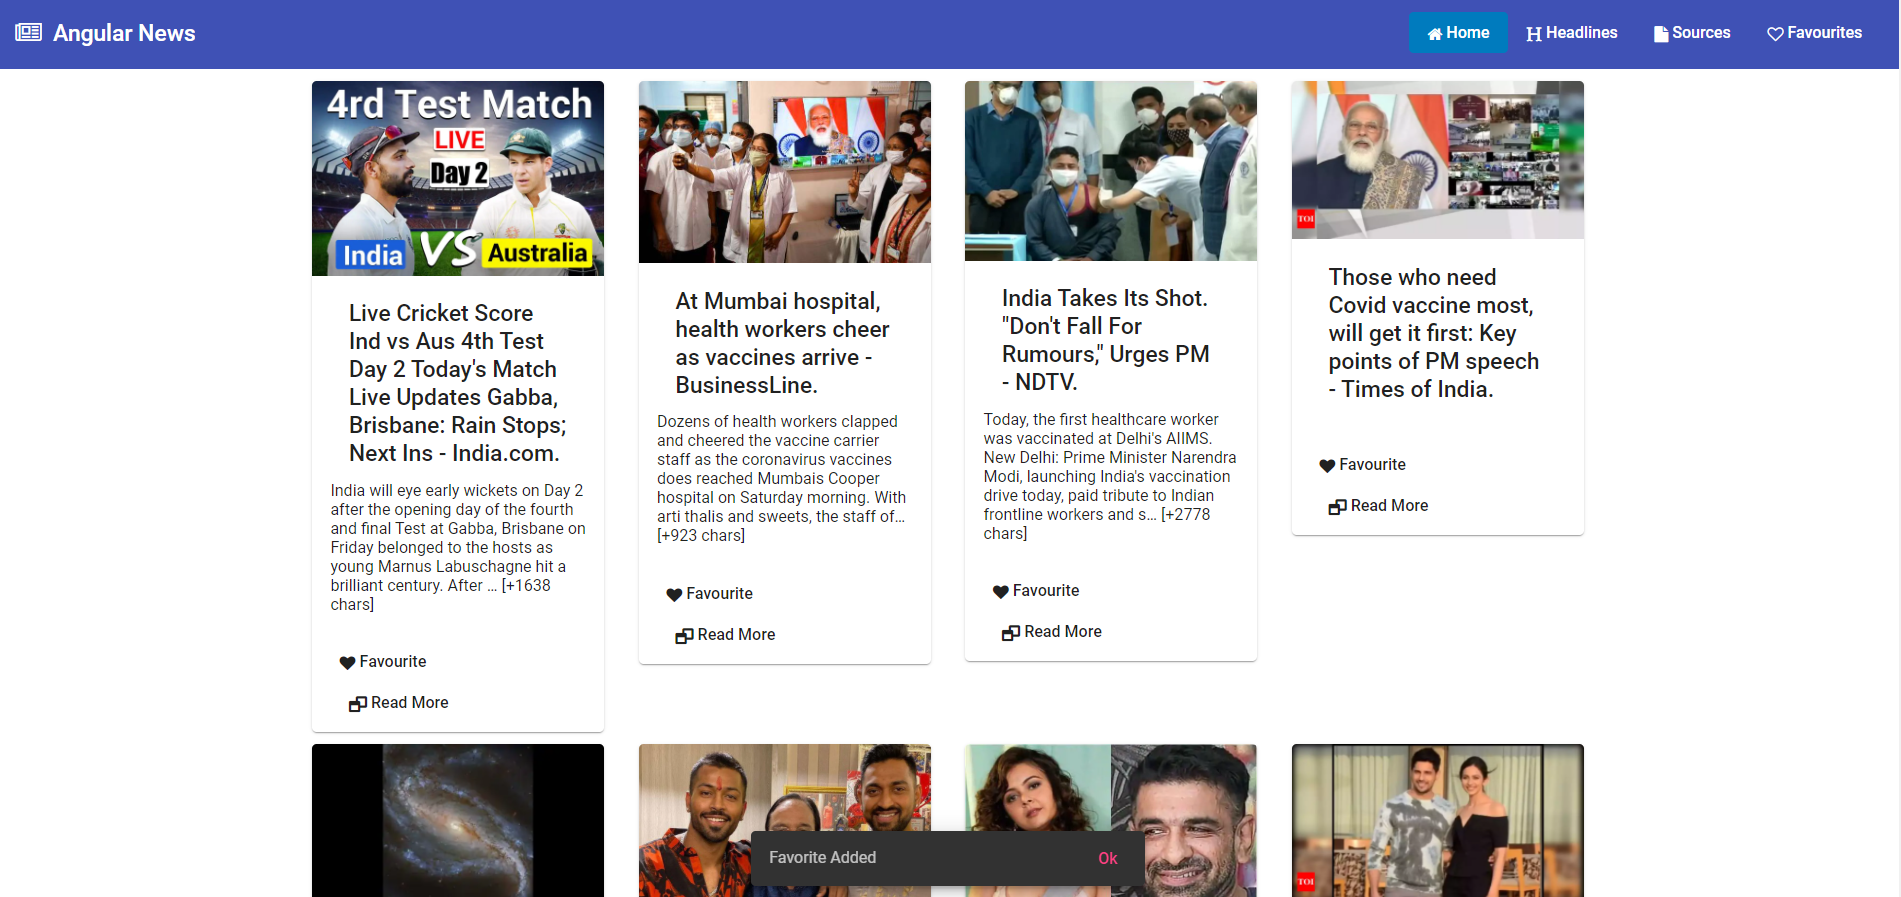 Angular News
Home
Headlines
Sources
Favourites
4rd Test Match
LIVE
Day 2
India VS Australia
Live Cricket Score
Ind vs Aus 4th Test
Day 2 Today's Match
Live Updates Gabba,
Brisbane: Rain Stops;
Next Ins - India.com.
India will eye early wickets on Day 2
after the opening day of the fourth
and final Test at Gabba, Brisbane on
Friday belonged to the hosts as
young Marnus Labuschagne hit a
brilliant century. After … [+1638
chars]
Favourite
Read More
At Mumbai hospital,
health workers cheer
as vaccines arrive -
BusinessLine.
Dozens of health workers clapped
and cheered the vaccine carrier
staff as the coronavirus vaccines
does reached Mumbais Cooper
hospital on Saturday morning. With
arti thalis and sweets, the staff of…
[+923 chars]
Favourite
Read More
India Takes Its Shot.
"Don't Fall For
Rumours," Urges PM
- NDTV.
Today, the first healthcare worker
was vaccinated at Delhi's AIIMS.
New Delhi: Prime Minister Narendra
Modi, launching India's vaccination
drive today, paid tribute to Indian
frontline workers and s… [+2778
chars]
Favourite
Read More
TOI
Those who need
Covid vaccine most,
will get it first: Key
points of PM speech
- Times of India.
Favourite
Read More
TOI
Favorite Added
Ok